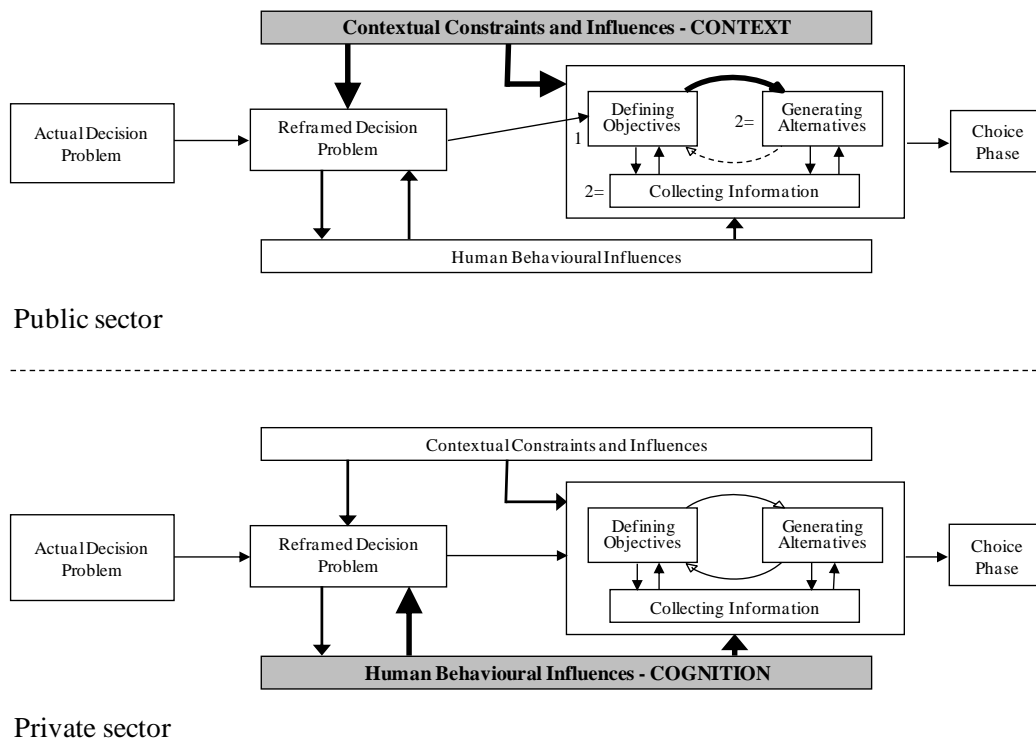 Contextual Constraints and Influences - CONTEXT
Actual Decision
Problem
Reframed Decision
Problem
1
Defining
Objectives
2=
Generating
Alternatives
2=
Collecting Information
Choice
Phase
Human Behavioural Influences
Public sector
Contextual Constraints and Influences
Actual Decision
Problem
Reframed Decision
Problem
Defining
Objectives
Generating
Alternatives
Collecting Information
Choice
Phase
Human Behavioural Influences - COGNITION
Private sector